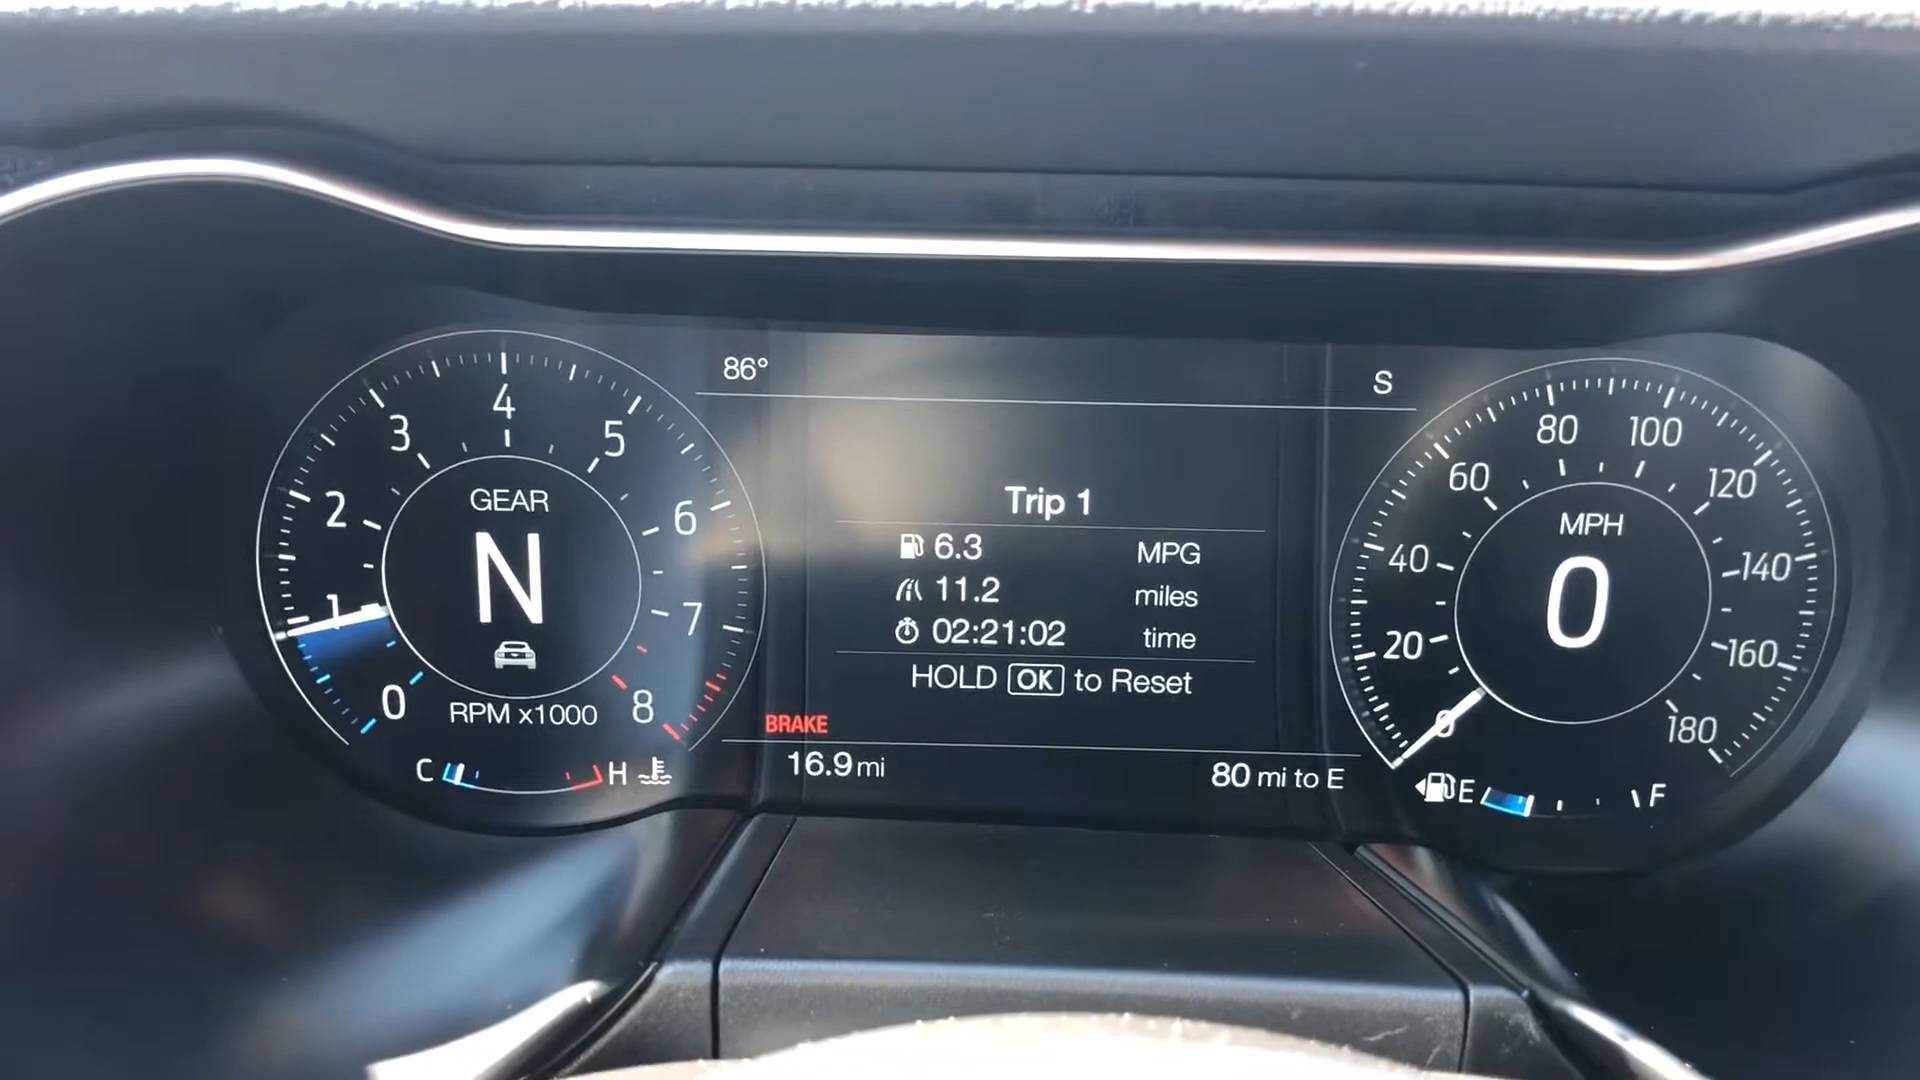 86°
S
4
3
5
2
6
1
7
0
8
GEAR
N
RPM x1000
C
H
Trip 1
6.3 MPG
11.2 miles
02:21:02 time
HOLD OK to Reset
BRAKE
16.9 mi
80 mi to E
80
100
60
120
40
140
20
160
0
180
MPH
0
E
F